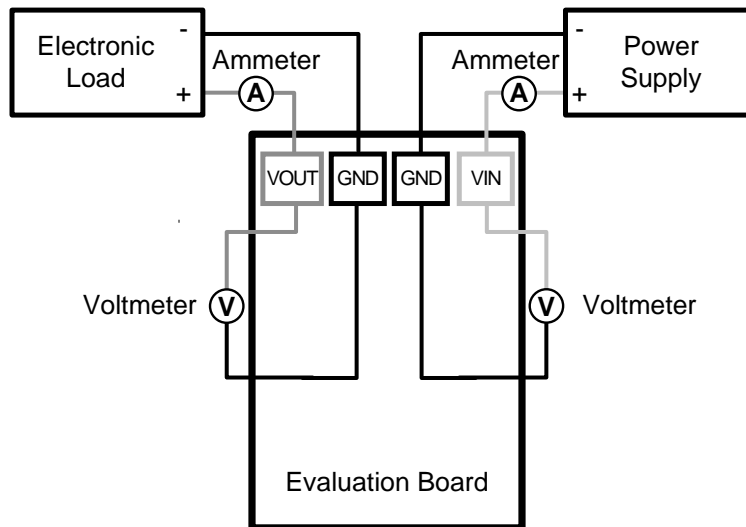 Electronic
Load
-
+
Ammeter
A
Ammeter
A
-
+
Power
Supply
VOUT
GND
GND
VIN
Voltmeter
V
V
Voltmeter
Evaluation Board